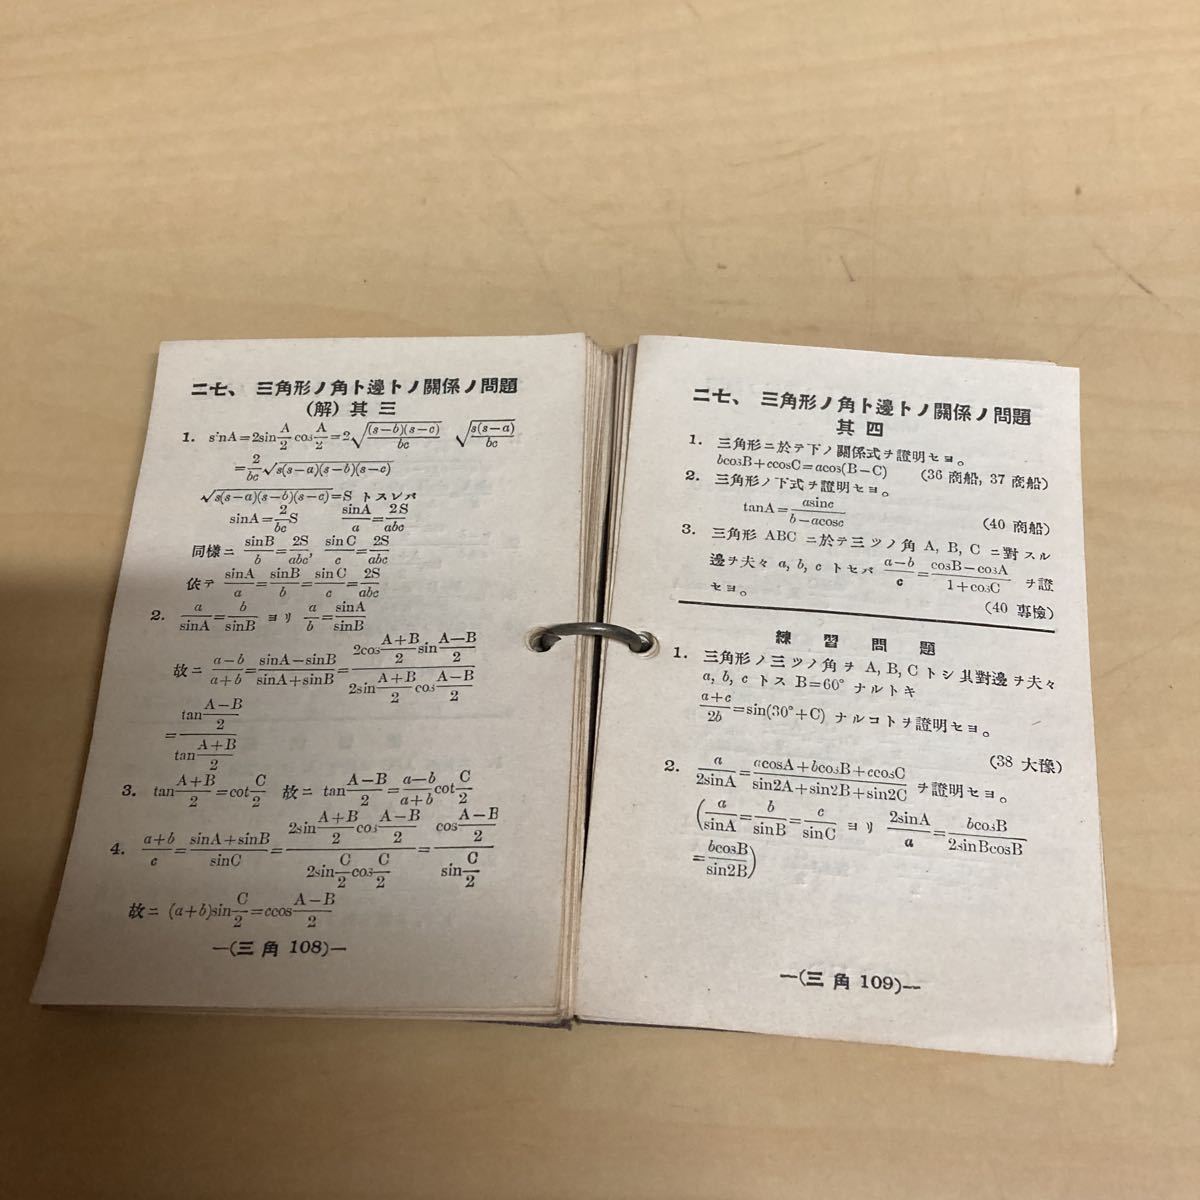 二七、 三角形ノ角ト邊トノ關係ノ問題
(解) 其 三
1. sinA=2sin A/2 cos A/2=2√((s-b)(s-c)/bc) √(s(s-a)/bc)
=2/bc √(s(s-a)(s-b)(s-c))
√(s(s-a)(s-b)(s-c))=S トスレバ
sinA=2/bc S sinA/a=2S/abc
同樣ニ sinB/b=2S/abc, sinC/c=2S/abc
依テ sinA/a=sinB/b=sinC/c=2S/abc
2. a/sinA=b/sinB ヨリ a/b=sinA/sinB
故ニ (a-b)/(a+b)=(sinA-sinB)/(sinA+sinB)=(2cos (A+B)/2 sin (A-B)/2)/(2sin (A+B)/2 cos (A-B)/2)
=(tan (A-B)/2)/(tan (A+B)/2)
3. tan (A+B)/2=cot C/2 故ニ tan (A-B)/2=(a-b)/(a+b) cot C/2
4. (a+b)/c=(sinA+sinB)/sinC=(2sin (A+B)/2 cos (A-B)/2)/(2sin C/2 cos C/2)=(cos (A-B)/2)/(sin C/2)
故ニ (a+b)sin C/2=ccos (A-B)/2
—(三 角 108)—
二七、 三角形ノ角ト邊トノ關係ノ問題
其 四
1. 三角形ニ於テ下ノ關係式ヲ證明セヨ。
bcosB+ccosC=acos(B-C) (36 商船, 37 商船)
2. 三角形ノ下式ヲ證明セヨ。
tanA=asinc/(b-acosc) (40 商船)
3. 三角形 ABC ニ於テ三ツノ角 A, B, C ニ對スル
邊ヲ夫々 a, b, c トセバ (a-b)/c=(cosB-cosA)/(1+cosC) ヲ證
セヨ。 (40 專檢)
練 習 問 題
1. 三角形ノ三ツノ角ヲ A, B, C トシ其對邊ヲ夫々
a, b, c トス B=60° ナルトキ
(a+c)/2b=sin(30°+C) ナルコトヲ證明セヨ。
(38 大豫)
2. a/2sinA=(acosA+bcosB+ccosC)/(sin2A+sin2B+sin2C) ヲ證明セヨ。
(a/sinA=b/sinB=c/sinC ヨリ 2sinA/a=bcosB/2sinBcosB
=bcosB/sin2B)
—(三 角 109)—